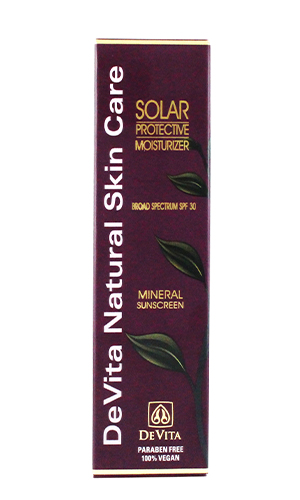 DeVita Natural Skin Care
SOLAR
PROTECTIVE
MOISTURIZER
BROAD SPECTRUM SPF 30
MINERAL
SUNSCREEN
DEVITA
PARABEN FREE
100% VEGAN